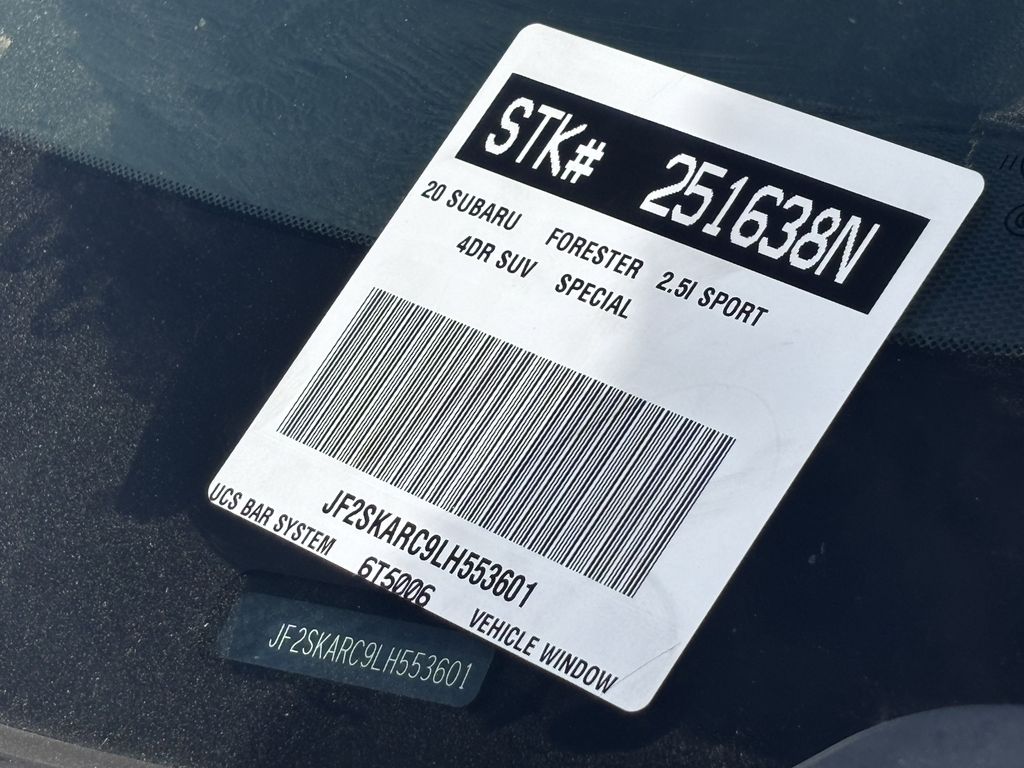 STK# 251638N
20 SUBARU FORESTER 2.5I SPORT
4DR SUV SPECIAL
JF2SKARC9LH553601
UCS BAR SYSTEM 6T5006 VEHICLE WINDOW
JF2SKARC9LH553601